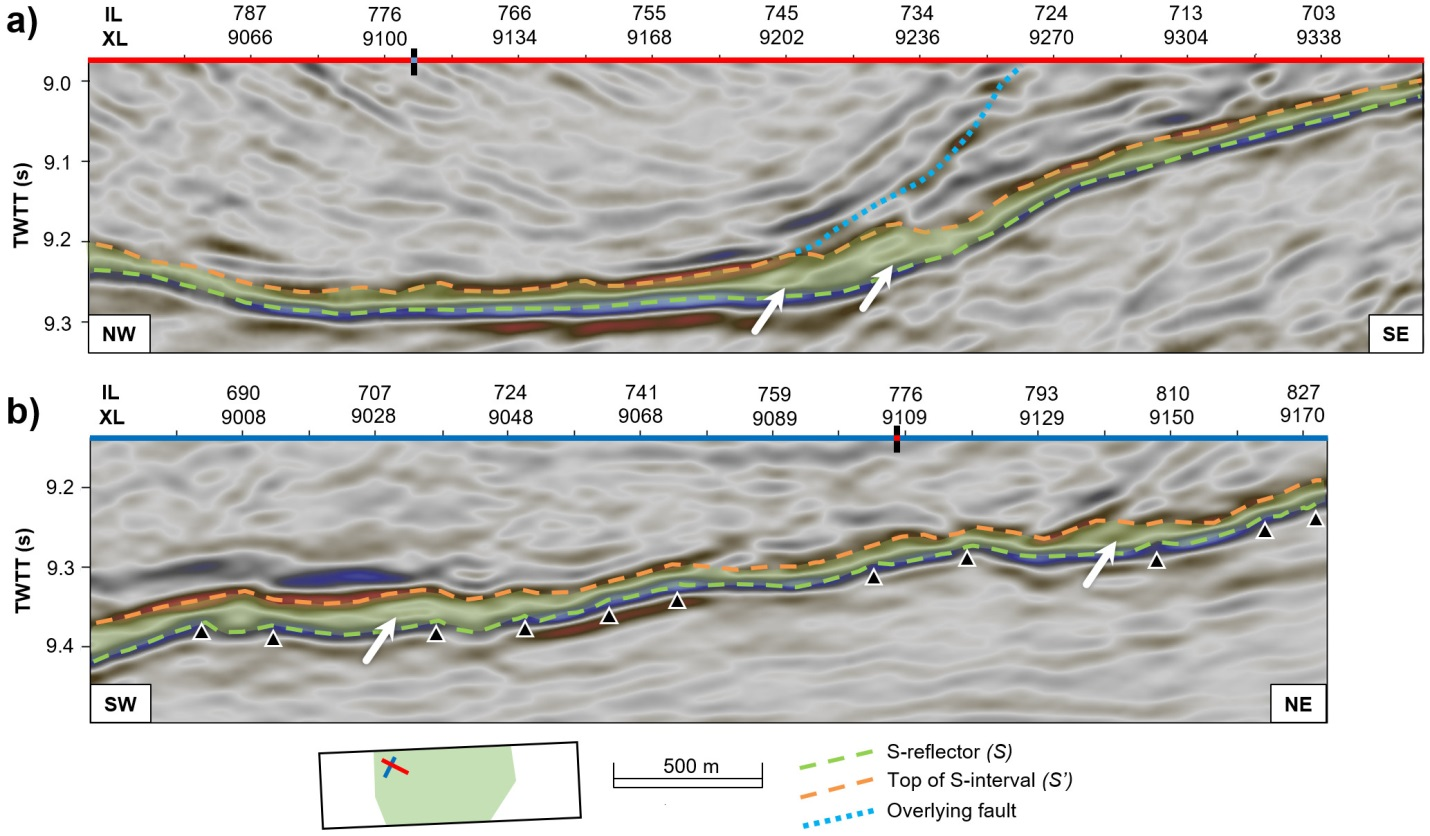 a)
IL 787 776 766 755 745 734 724 713 703
XL 9066 9100 9134 9168 9202 9236 9270 9304 9338
TWTT (s)
9.0
9.1
9.2
9.3
NW
SE
b)
IL 690 707 724 741 759 776 793 810 827
XL 9008 9028 9048 9068 9089 9109 9129 9150 9170
TWTT (s)
9.2
9.3
9.4
SW
NE
500 m
S-reflector (S)
Top of S-interval (S’)
Overlying fault